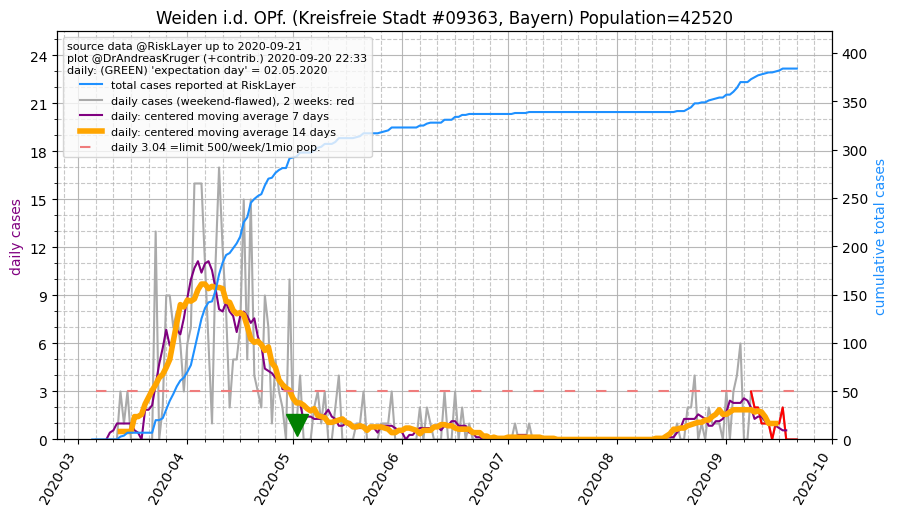 Weiden i.d. OPf. (Kreisfreie Stadt #09363, Bayern) Population=42520
source data @RiskLayer up to 2020-09-21
plot @DrAndreasKruger (+contrib.) 2020-09-20 22:33
daily: (GREEN) 'expectation day' = 02.05.2020
total cases reported at RiskLayer
daily cases (weekend-flawed), 2 weeks: red
daily: centered moving average 7 days
daily: centered moving average 14 days
daily 3.04 =limit 500/week/1mio pop.
daily cases
24
21
18
15
12
9
6
3
0
cumulative total cases
400
350
300
250
200
150
100
50
0
2020-03
2020-04
2020-05
2020-06
2020-07
2020-08
2020-09
2020-10